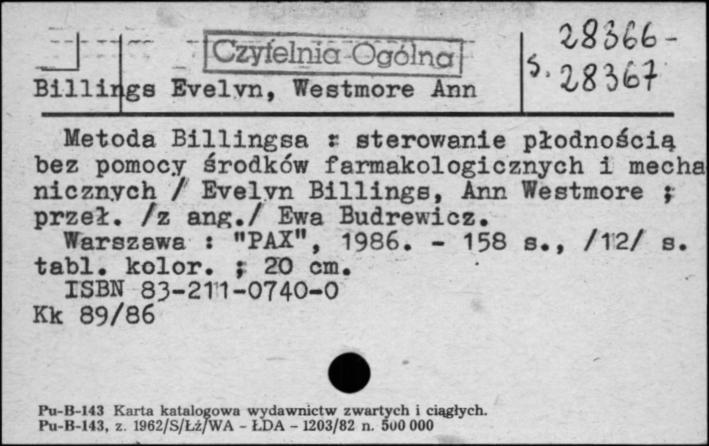 Czytelnia Ogólna
28366-
S. 28367
Billings Evelyn, Westmore Ann
Metoda Billingsa : sterowanie płodnością
bez pomocy środków farmakologicznych i mecha
nicznych / Evelyn Billings, Ann Westmore ;
przeł. /z ang./ Ewa Budrewicz.
Warszawa : "PAX", 1986. - 158 s., /12/ s.
tabl. kolor. ; 20 cm.
ISBN 83-211-0740-0
Kk 89/86
Pu-B-143 Karta katalogowa wydawnictw zwartych i ciągłych.
Pu-B-143, z. 1962/S/Łż/WA - ŁDA - 1203/82 n. 500 000